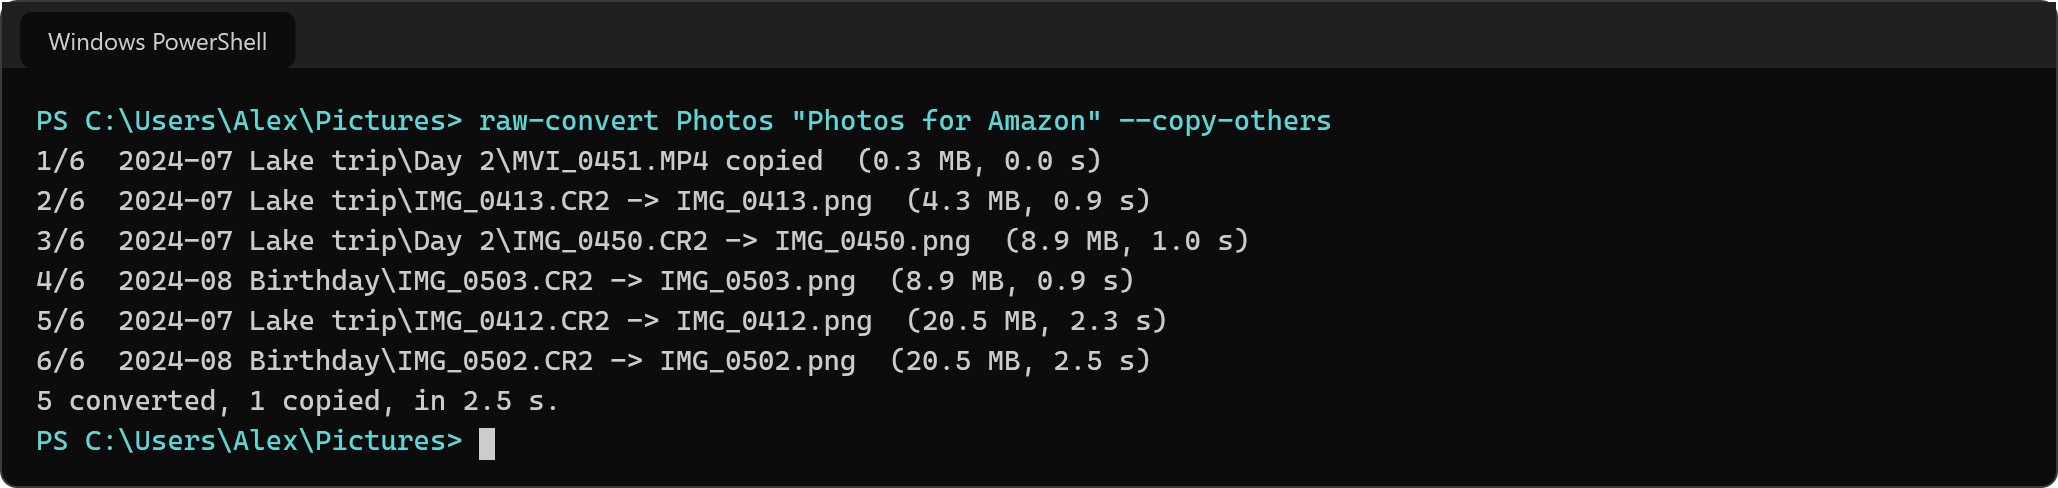 Windows PowerShell
PS C:\Users\Alex\Pictures> raw-convert Photos "Photos for Amazon" --copy-others
1/6  2024-07 Lake trip\Day 2\MVI_0451.MP4 copied  (0.3 MB, 0.0 s)
2/6  2024-07 Lake trip\IMG_0413.CR2 -> IMG_0413.png  (4.3 MB, 0.9 s)
3/6  2024-07 Lake trip\Day 2\IMG_0450.CR2 -> IMG_0450.png  (8.9 MB, 1.0 s)
4/6  2024-08 Birthday\IMG_0503.CR2 -> IMG_0503.png  (8.9 MB, 0.9 s)
5/6  2024-07 Lake trip\IMG_0412.CR2 -> IMG_0412.png  (20.5 MB, 2.3 s)
6/6  2024-08 Birthday\IMG_0502.CR2 -> IMG_0502.png  (20.5 MB, 2.5 s)
5 converted, 1 copied, in 2.5 s.
PS C:\Users\Alex\Pictures>